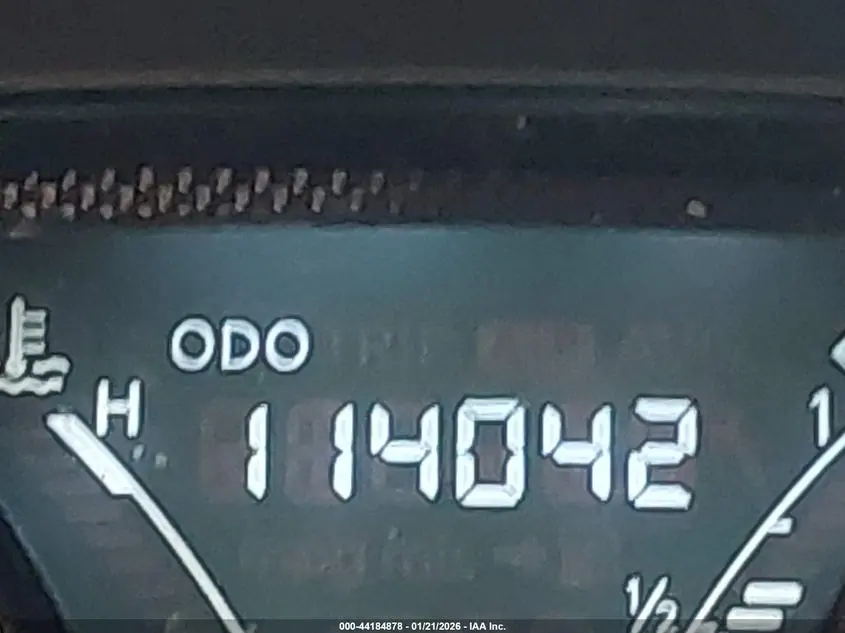 ODO
H
114042
1
1/2
000-44184878 - 01/21/2026 - IAA Inc.